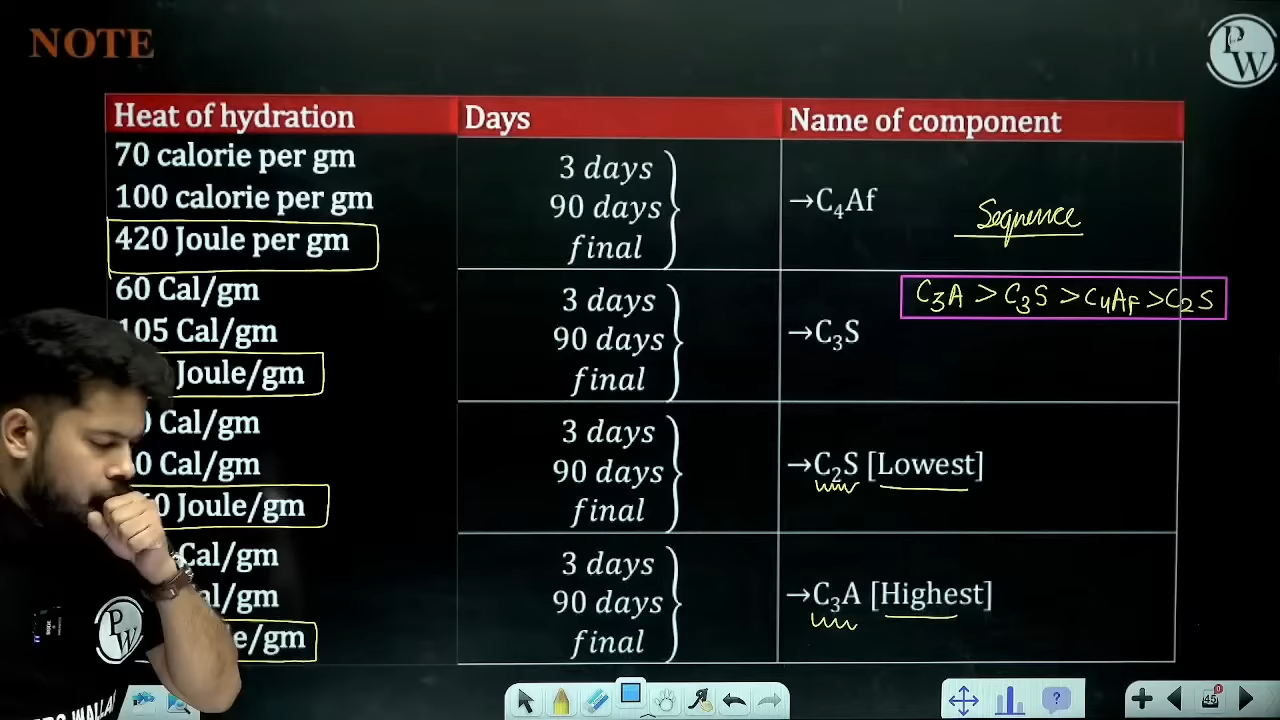 NOTE
PW
Heat of hydration Days Name of component
70 calorie per gm 3 days
100 calorie per gm 90 days →C₄Af
420 Joule per gm final
Sequence
60 Cal/gm 3 days
105 Cal/gm 90 days →C₃S
Joule/gm final
C₃A > C₃S > C₄AF > C₂S
Cal/gm 3 days
Cal/gm 90 days →C₂S [Lowest]
Joule/gm final
Cal/gm 3 days
90 days →C₃A [Highest]
final
PW
45